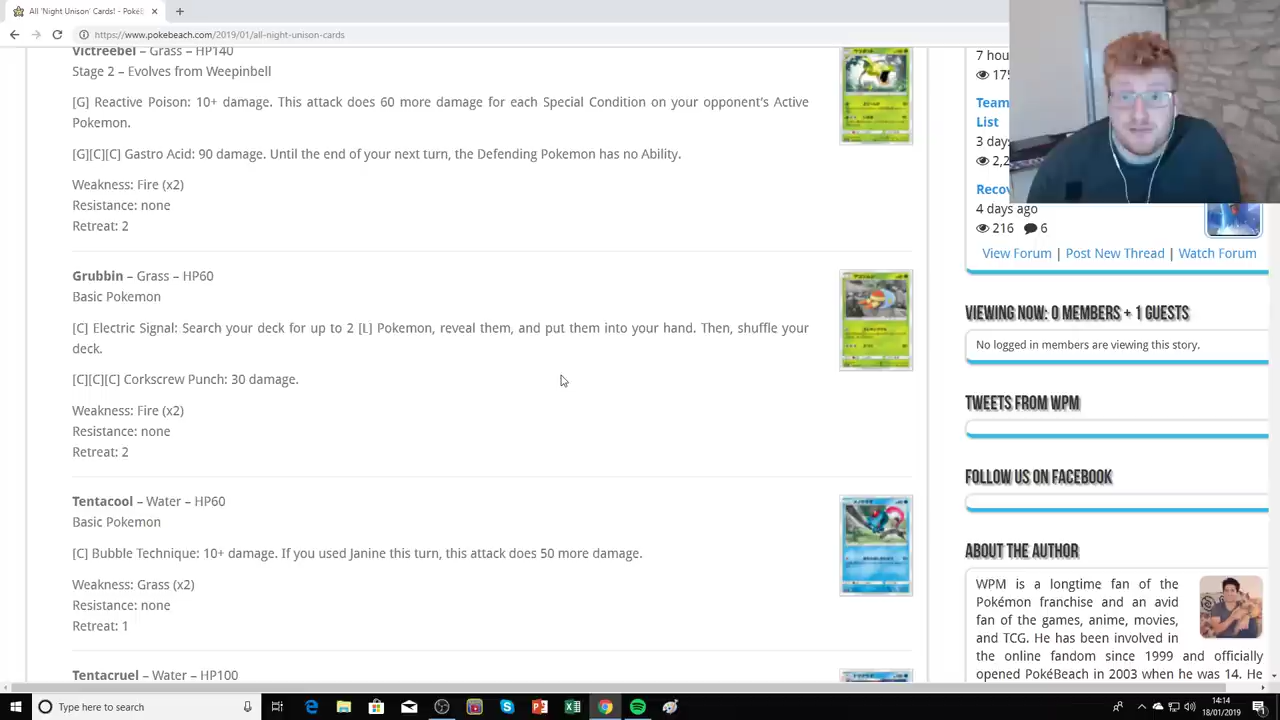 All 'Night Unison' Cards! - PokéB
https://www.pokebeach.com/2019/01/all-night-unison-cards
Victreebel – Grass – HP140
Stage 2 – Evolves from Weepinbell
[G] Reactive Poison: 10+ damage. This attack does 60 more damage for each Special Condition on your opponent's Active
Pokemon.
[G][C][C] Gastro Acid: 90 damage. Until the end of your next turn, the Defending Pokemon has no Ability.
Weakness: Fire (x2)
Resistance: none
Retreat: 2
Grubbin – Grass – HP60
Basic Pokemon
[C] Electric Signal: Search your deck for up to 2 [L] Pokemon, reveal them, and put them into your hand. Then, shuffle your
deck.
[C][C][C] Corkscrew Punch: 30 damage.
Weakness: Fire (x2)
Resistance: none
Retreat: 2
Tentacool – Water – HP60
Basic Pokemon
[C] Bubble Technique: 10+ damage. If you used Janine this turn, this attack does 50 more damage.
Weakness: Grass (x2)
Resistance: none
Retreat: 1
Tentacruel – Water – HP100
7 hou
175
Team
List
3 days
2,2
Recov
4 days ago
216 6
View Forum | Post New Thread | Watch Forum
VIEWING NOW: 0 MEMBERS + 1 GUESTS
No logged in members are viewing this story.
TWEETS FROM WPM
FOLLOW US ON FACEBOOK
ABOUT THE AUTHOR
WPM is a longtime fan of the
Pokémon franchise and an avid
fan of the games, anime, movies,
and TCG. He has been involved in
the online fandom since 1999 and officially
opened PokéBeach in 2003 when he was 14. He
Type here to search
14:14
18/01/2019